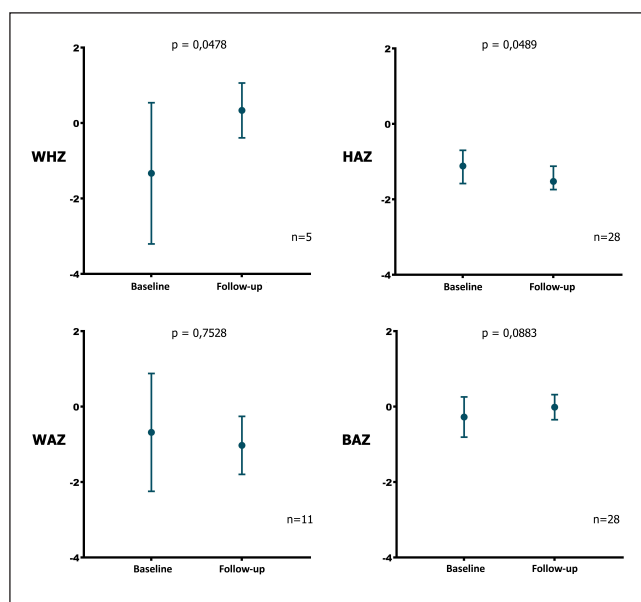 p = 0,0478
2
0
-2
-4
WHZ
n=5
Baseline
Follow-up
p = 0,0489
2
0
-2
-4
HAZ
n=28
Baseline
Follow-up
p = 0,7528
2
0
-2
-4
WAZ
n=11
Baseline
Follow-up
p = 0,0883
2
0
-2
-4
BAZ
n=28
Baseline
Follow-up